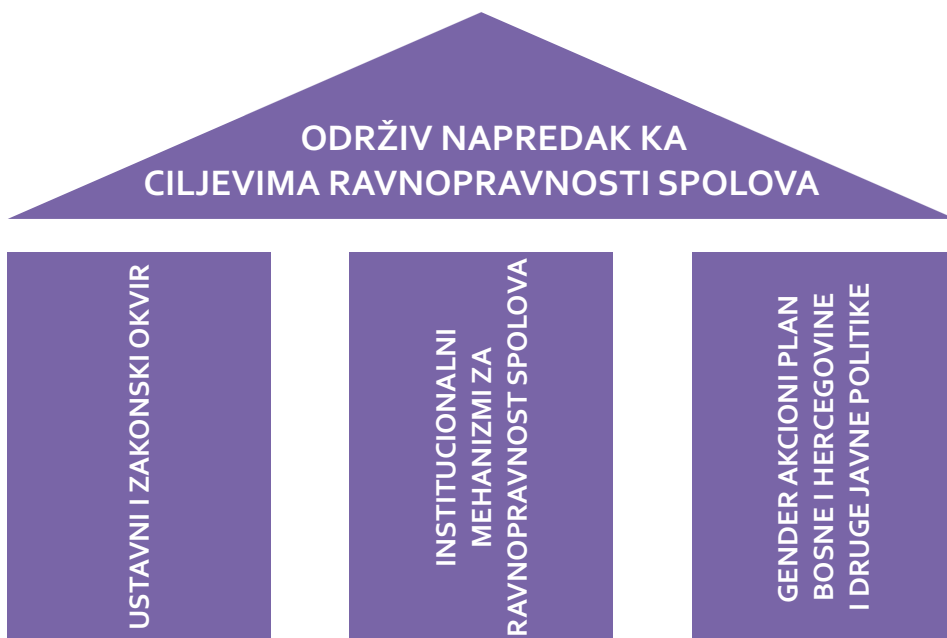 ODRŽIV NAPREDAK KA
CILJEVIMA RAVNOPRAVNOSTI SPOLOVA
USTAVNI I ZAKONSKI OKVIR
INSTITUCIONALNI
MEHANIZMI ZA
RAVNOPRAVNOST SPOLOVA
GENDER AKCIONI PLAN
BOSNE I HERCEGOVINE
I DRUGE JAVNE POLITIKE